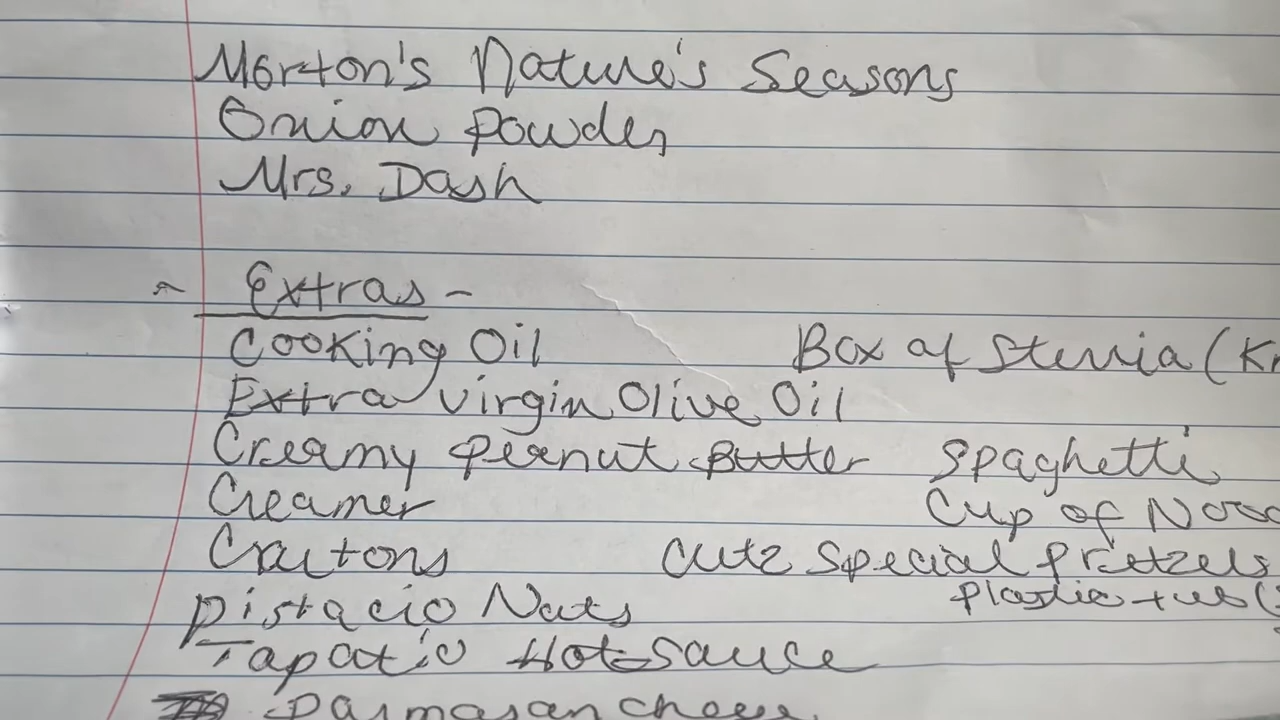 Morton's Nature's Seasons
Onion Powder
Mrs. Dash
- Extras -
Cooking Oil
Box of Stevia (
Extra Virgin Olive Oil
Creamy Peanut Butter
Spaghetti
Creamer
Cup of
Croutons
Special Pretzels
Plastic tub (
Pistacio Nuts
Tapatio Hot Sauce
Parmasan